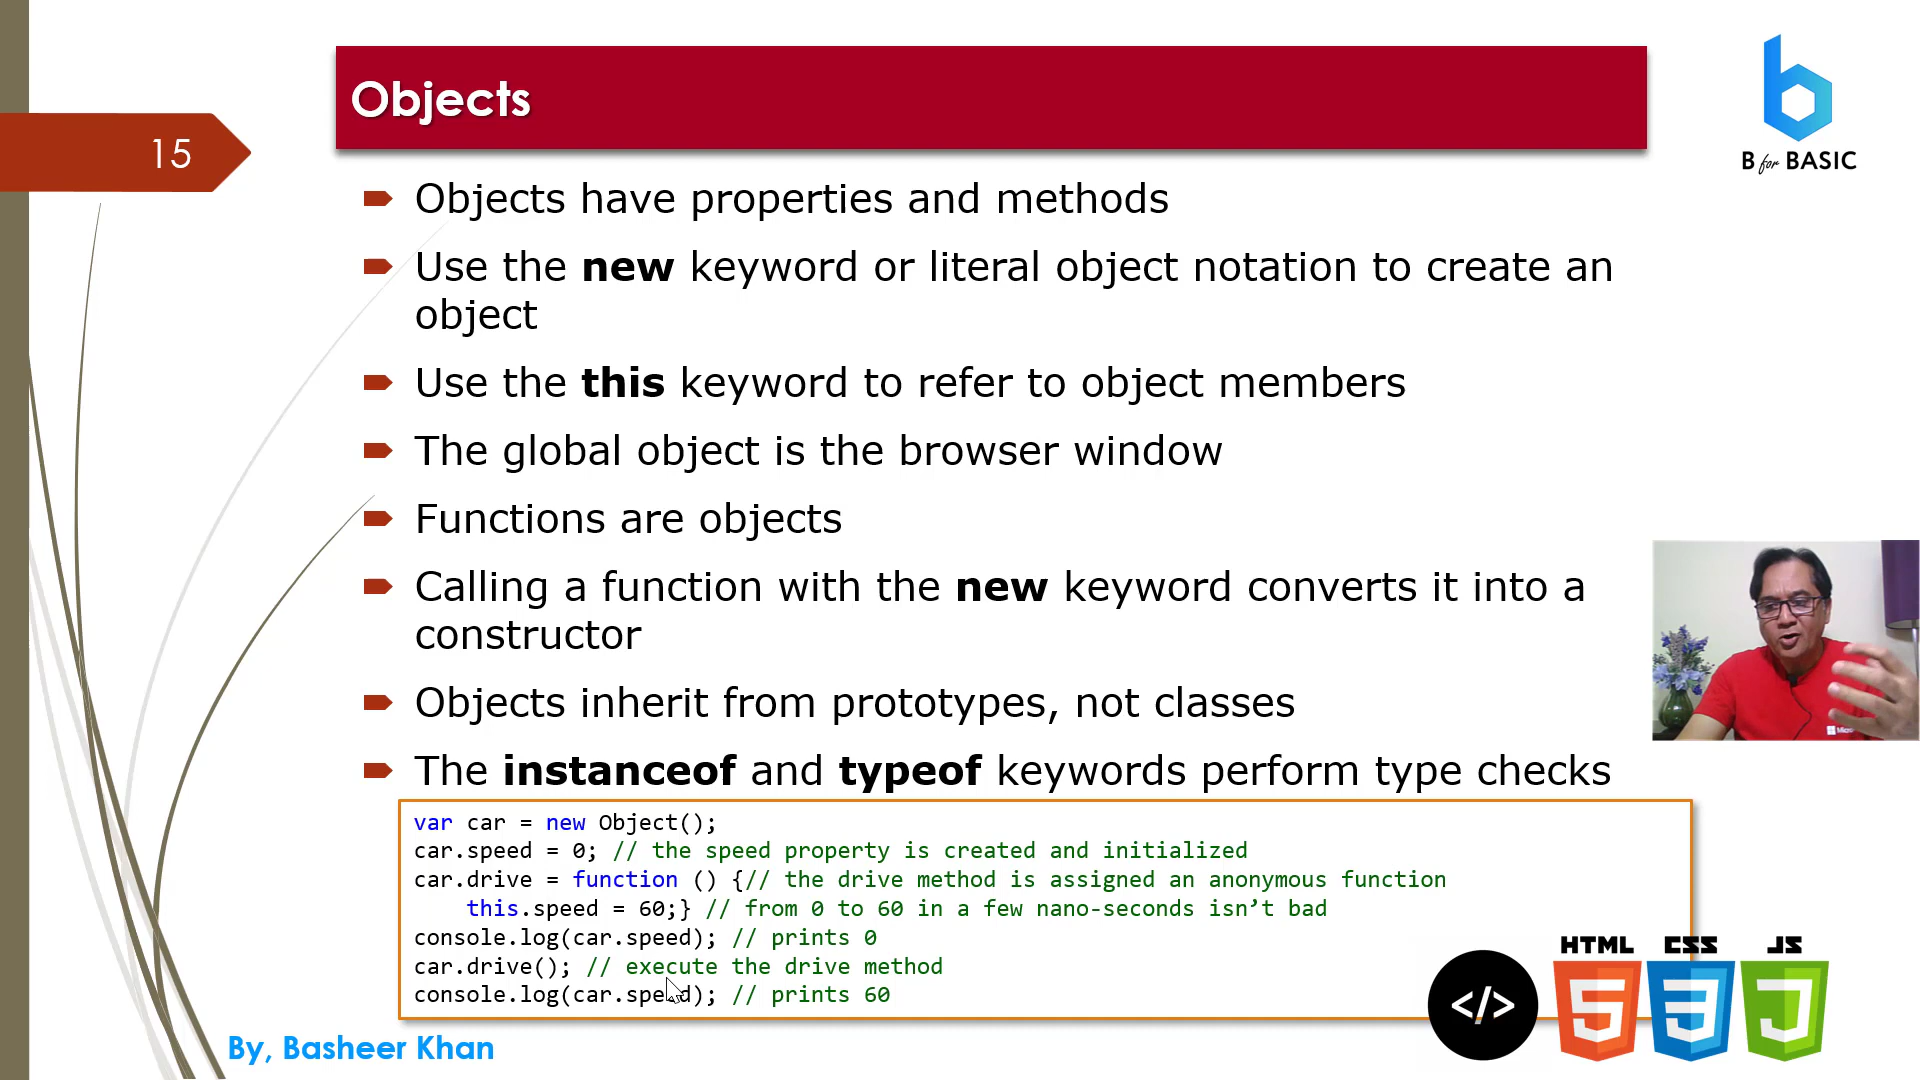 Objects
15
B for BASIC
Objects have properties and methods
Use the new keyword or literal object notation to create an
object
Use the this keyword to refer to object members
The global object is the browser window
Functions are objects
Calling a function with the new keyword converts it into a
constructor
Objects inherit from prototypes, not classes
The instanceof and typeof keywords perform type checks
var car = new Object();
car.speed = 0; // the speed property is created and initialized
car.drive = function () {// the drive method is assigned an anonymous function
    this.speed = 60;} // from 0 to 60 in a few nano-seconds isn’t bad
console.log(car.speed); // prints 0
car.drive(); // execute the drive method
console.log(car.speed); // prints 60
HTML CSS JS
</>
By, Basheer Khan